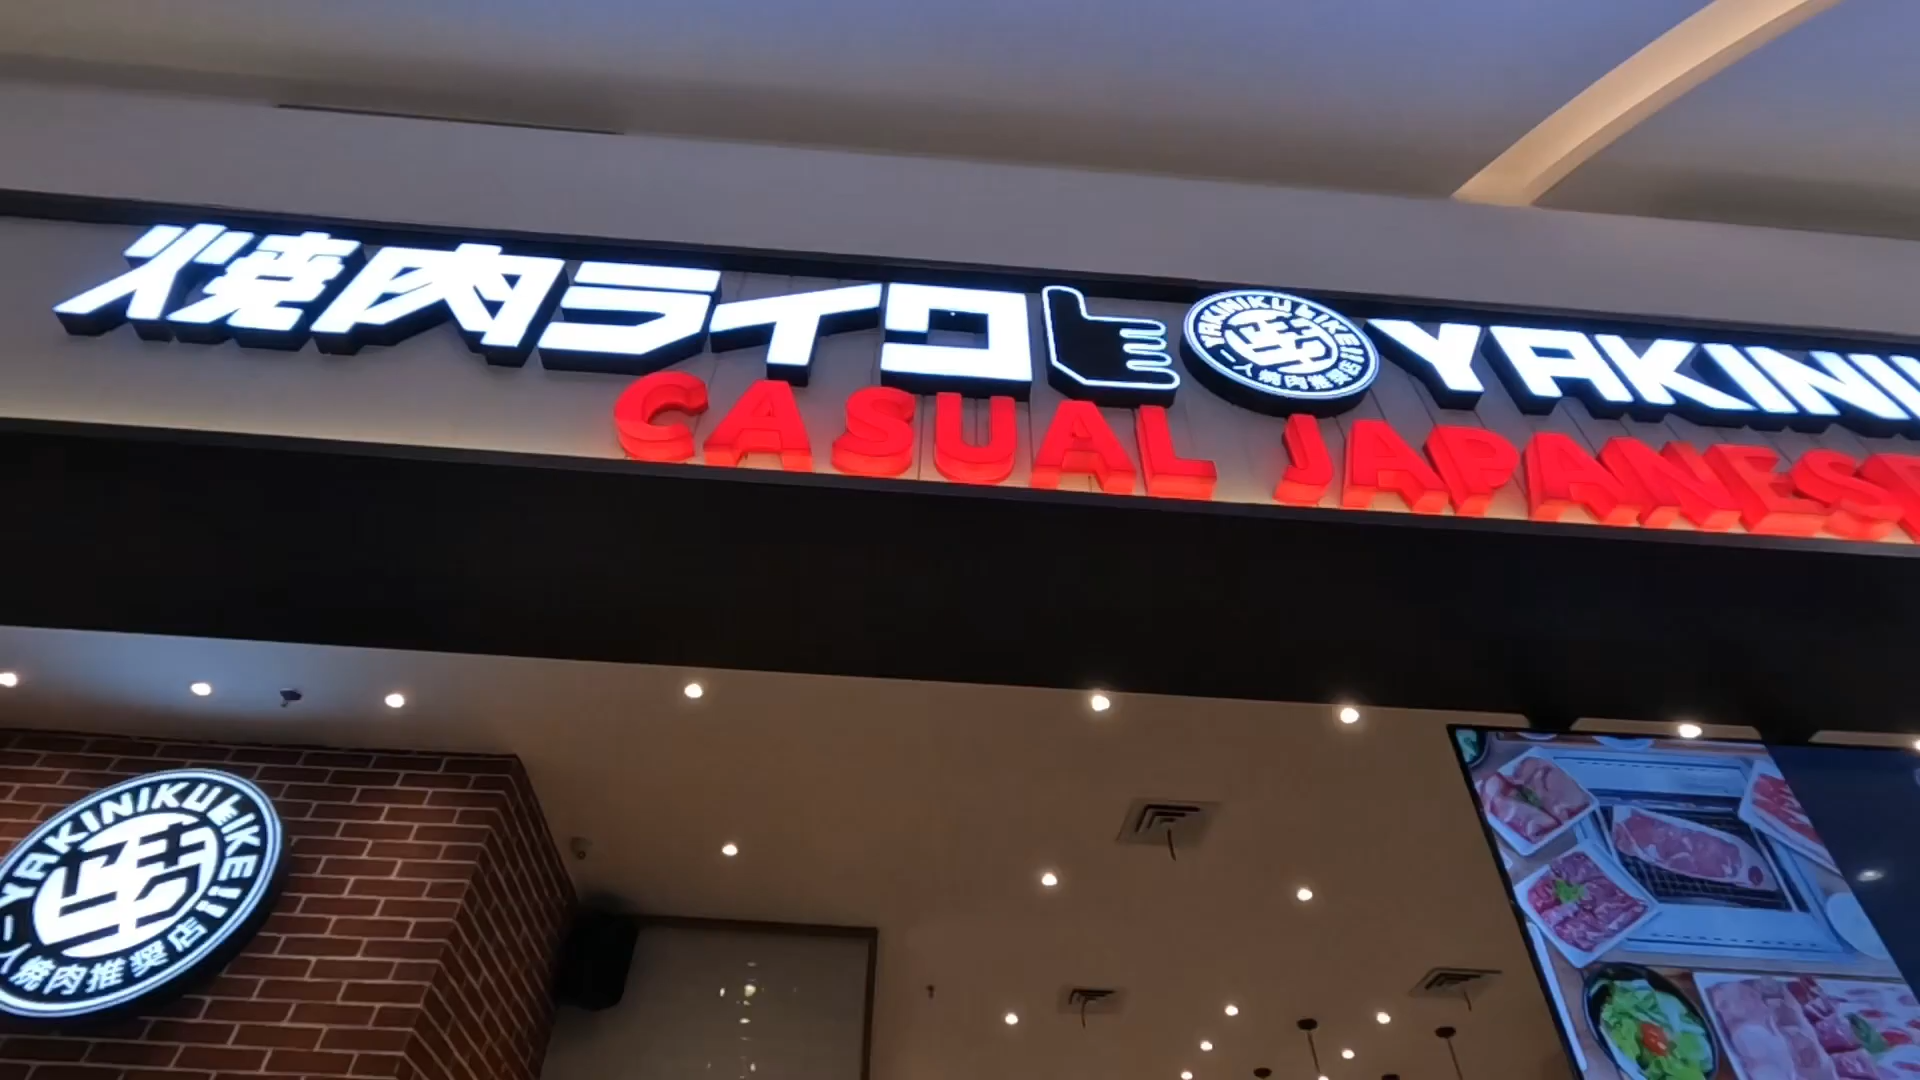 焼肉ライク YAKINIKU LIKE!! 一人焼肉推奨店 YAKINI
CASUAL JAPANESE
YAKINIKU LIKE!!
一人焼肉推奨店